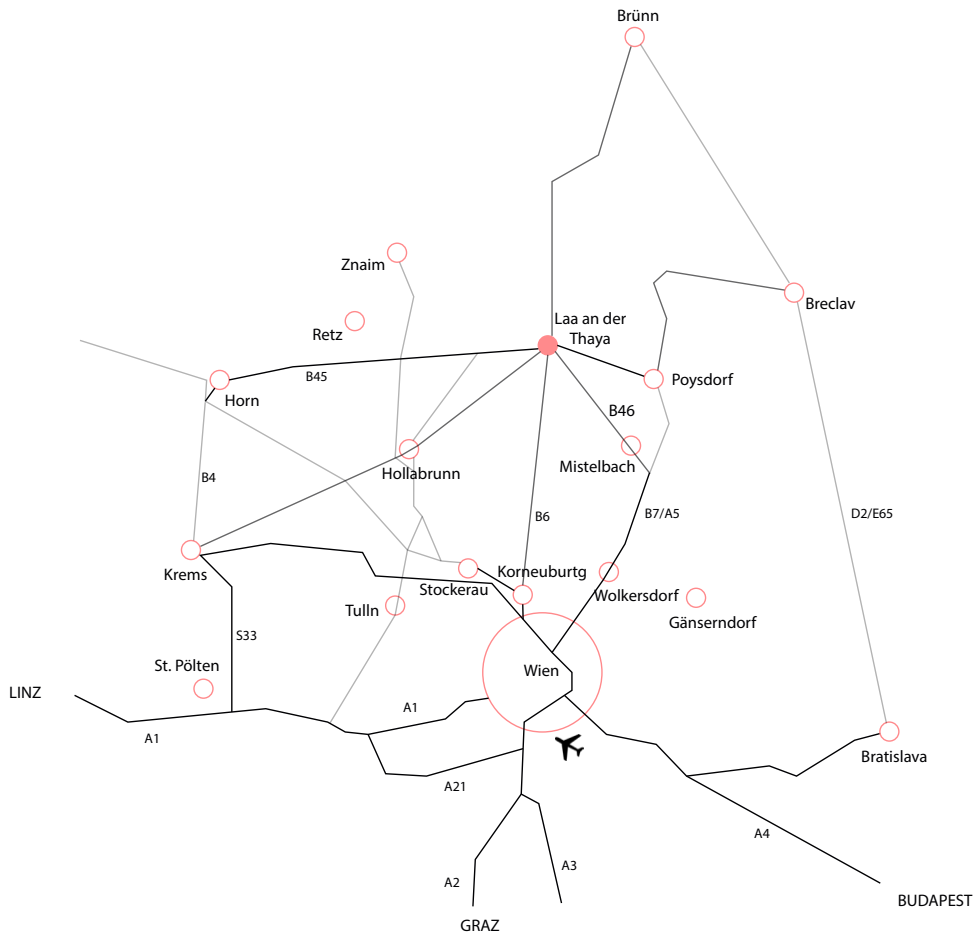 Brünn
Znaim
Breclav
Laa an der
Thaya
Retz
B45
Poysdorf
Horn
B46
Mistelbach
Hollabrunn
B4
B6
B7/A5
D2/E65
Krems
Korneuburtg
Stockerau
Wolkersdorf
Tulln
Gänserndorf
S33
St. Pölten
Wien
LINZ
A1
A1
Bratislava
A21
A4
A3
A2
BUDAPEST
GRAZ